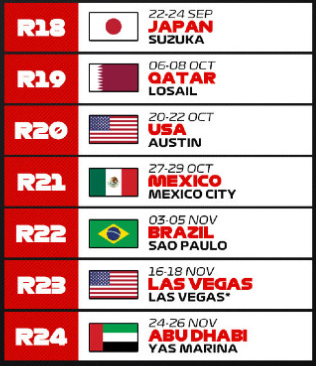 R18
22-24 SEP
JAPAN
SUZUKA
R19
06-08 OCT
QATAR
LOSAIL
R20
20-22 OCT
USA
AUSTIN
R21
27-29 OCT
MEXICO
MEXICO CITY
R22
03-05 NOV
BRAZIL
SAO PAULO
R23
16-18 NOV
LAS VEGAS
LAS VEGAS*
R24
24-26 NOV
ABU DHABI
YAS MARINA